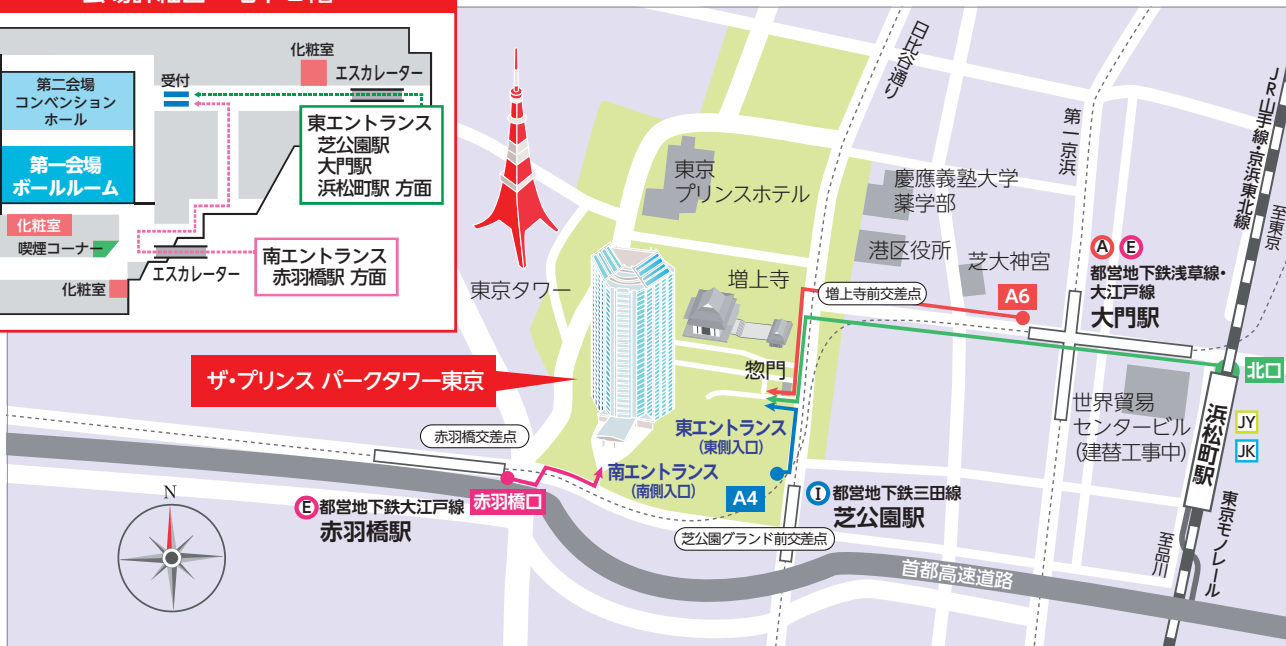 化粧室
エスカレーター
第二会場
コンベンション
ホール
受付
東エントランス
芝公園駅
大門駅
浜松町駅 方面
第一会場
ボールルーム
化粧室
喫煙コーナー
エスカレーター
南エントランス
赤羽橋駅 方面
化粧室
日比谷通り
第一京浜
JR山手線・京浜東北線
至東京
東京
プリンスホテル
慶應義塾大学
薬学部
港区役所
芝大神宮
東京タワー
増上寺
増上寺前交差点
A6
A E
都営地下鉄浅草線・
大江戸線
大門駅
惣門
北口
ザ・プリンス パークタワー東京
世界貿易
センタービル
(建替工事中)
浜松町駅
JY
JK
赤羽橋交差点
東エントランス
(東側入口)
南エントランス
(南側入口)
A4
I 都営地下鉄三田線
芝公園駅
N
E 都営地下鉄大江戸線
赤羽橋駅
赤羽橋口
芝公園グランド前交差点
首都高速道路
至品川
東京モノレール